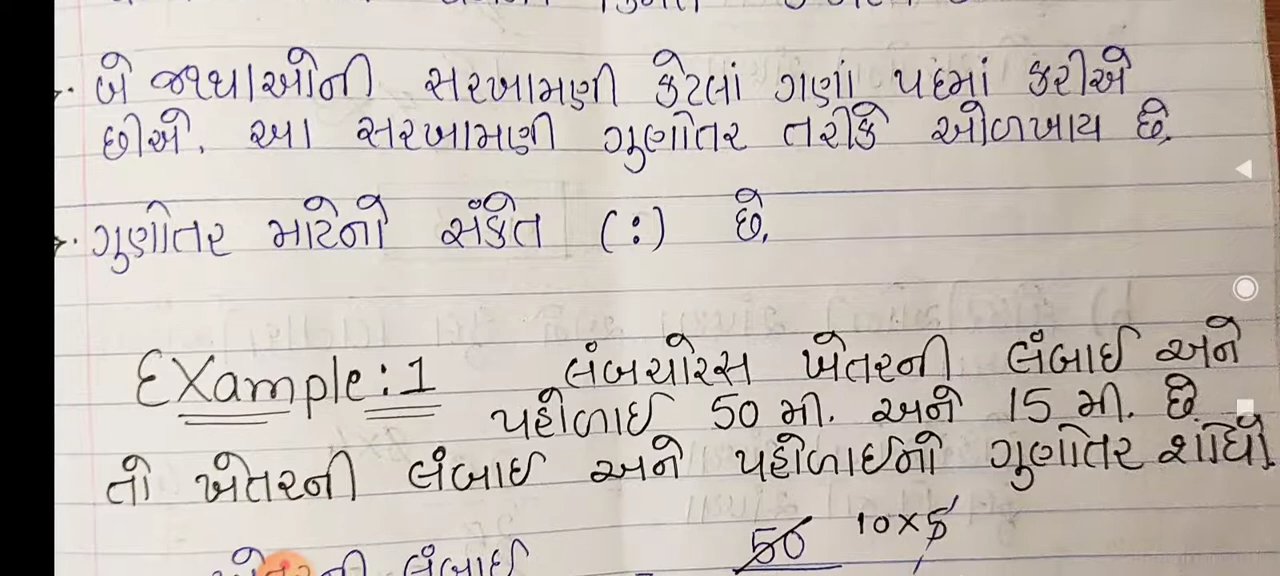 બે જથ્થાઓની સરખામણી કેટલાં ગણાં પદમાં કરીએ
છીએ. આ સરખામણી ગુણોતર તરીકે ઓળખાય છે.
ગુણોતર માટેનો સંકેત (:) છે.
Example:1 લંબચોરસ ખેતરની લંબાઈ અને
પહોળાઈ 50 મી. અને 15 મી. છે
તો ખેતરની લંબાઈ અને પહોળાઈનો ગુણોતર શોધો.
50 10×5
લંબાઈ